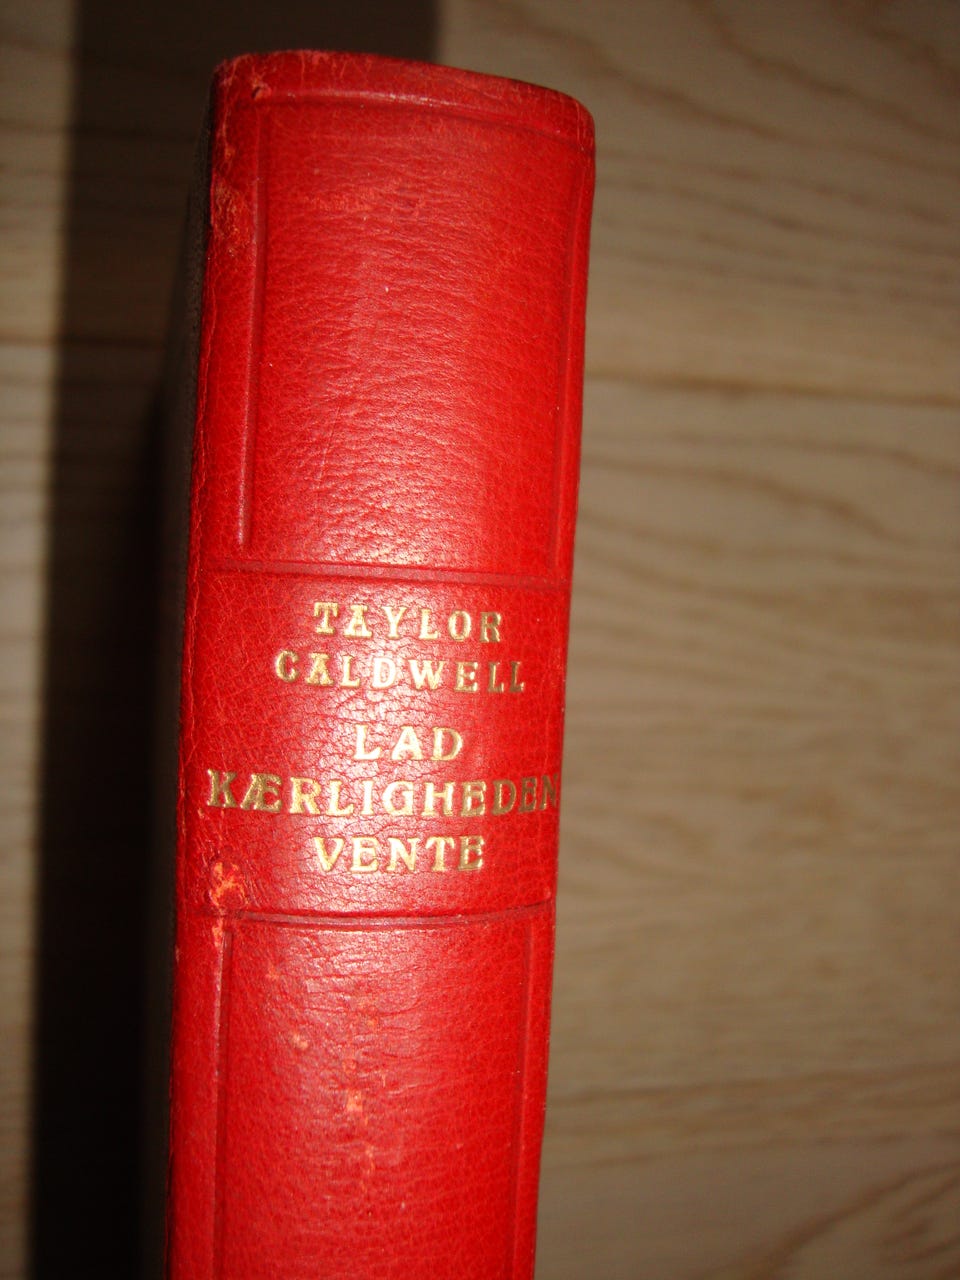 TAYLOR
CALDWELL
LAD
KÆRLIGHEDEN
VENTE